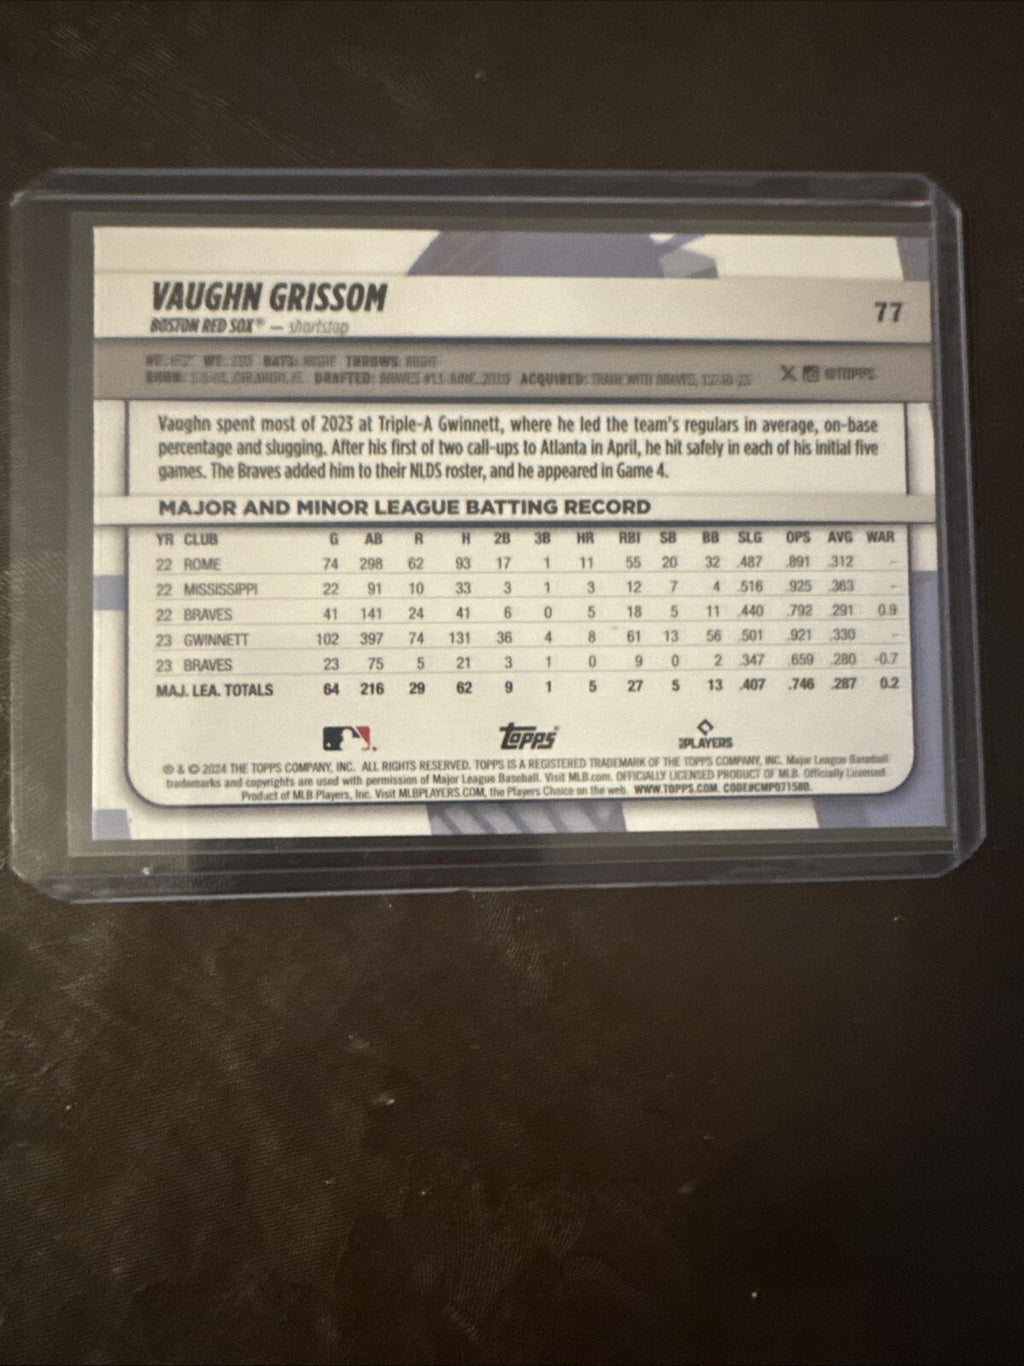 VAUGHN GRISSOM
77
BOSTON RED SOX® — shortstop
WT: BATS: RIGHT THROWS: RIGHT
DRAFTED: BRAVES #11-JUNE, 2019 ACQUIRED: TRADE WITH BRAVES, @TOPPS
Vaughn spent most of 2023 at Triple-A Gwinnett, where he led the team's regulars in average, on-base
percentage and slugging. After his first of two call-ups to Atlanta in April, he hit safely in each of his initial five
games. The Braves added him to their NLDS roster, and he appeared in Game 4.
MAJOR AND MINOR LEAGUE BATTING RECORD
YR CLUB G AB R H 2B 3B HR RBI SB BB SLG OPS AVG WAR
22 ROME 74 298 62 93 17 1 11 55 20 32 .487 .891 .312 –
22 MISSISSIPPI 22 91 10 33 3 1 3 12 7 4 .516 .925 .363 –
22 BRAVES 41 141 24 41 6 0 5 18 5 11 .440 .792 .291 0.9
23 GWINNETT 102 397 74 131 36 4 8 61 13 56 .501 .921 .330 –
23 BRAVES 23 75 5 21 3 1 0 9 0 2 .347 .659 .280 -0.7
MAJ. LEA. TOTALS 64 216 29 62 9 1 5 27 5 13 .407 .746 .287 0.2
Topps®
PLAYERS
® & © 2024 THE TOPPS COMPANY, INC. ALL RIGHTS RESERVED. TOPPS IS A REGISTERED TRADEMARK OF THE TOPPS COMPANY, INC. Major League Baseball
trademarks and copyrights are used with permission of Major League Baseball. Visit MLB.com. OFFICIALLY LICENSED PRODUCT OF MLB. Officially Licensed
Product of MLB Players, Inc. Visit MLBPLAYERS.COM, the Players Choice on the web. WWW.TOPPS.COM. CODE#CMP071580.